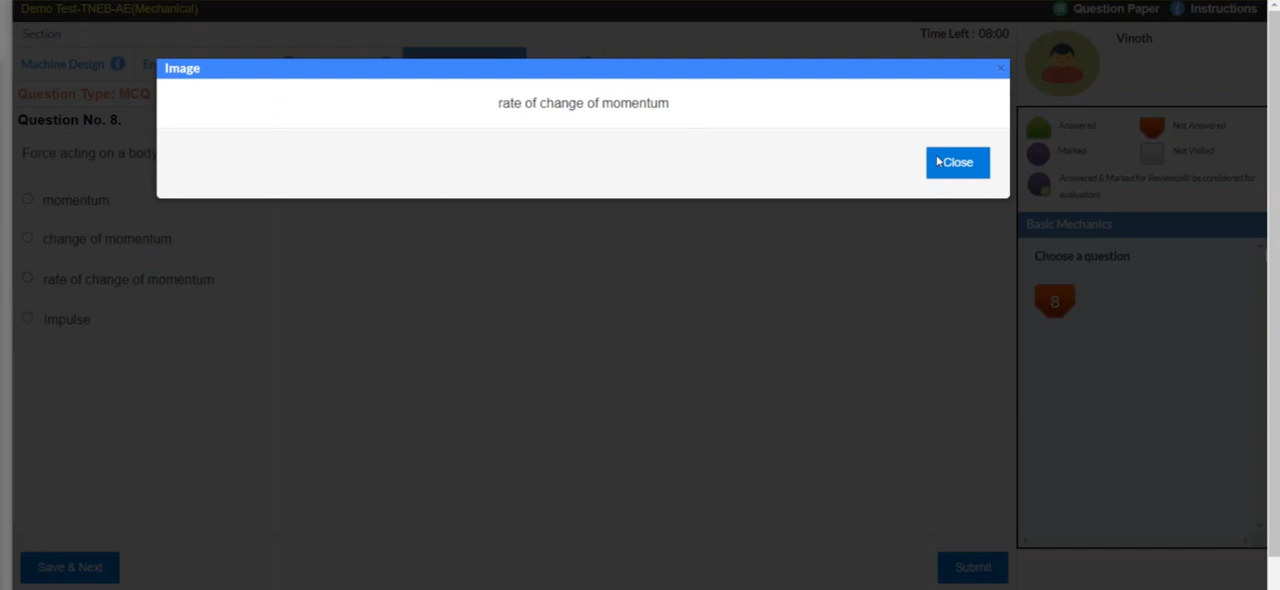 Demo Test-TNEB-AE(Mechanical)
Question Paper
Instructions
Section
Time Left : 08:00
Vinoth
Machine Design
Image
×
Question Type: MCQ
rate of change of momentum
Question No. 8.
Close
Force acting on a body
momentum
change of momentum
rate of change of momentum
Impulse
Answered
Not Answered
Marked
Not Visited
Answered & Marked for Review(will be considered for
evaluation)
Basic Mechanics
Choose a question
8
Save & Next
Submit